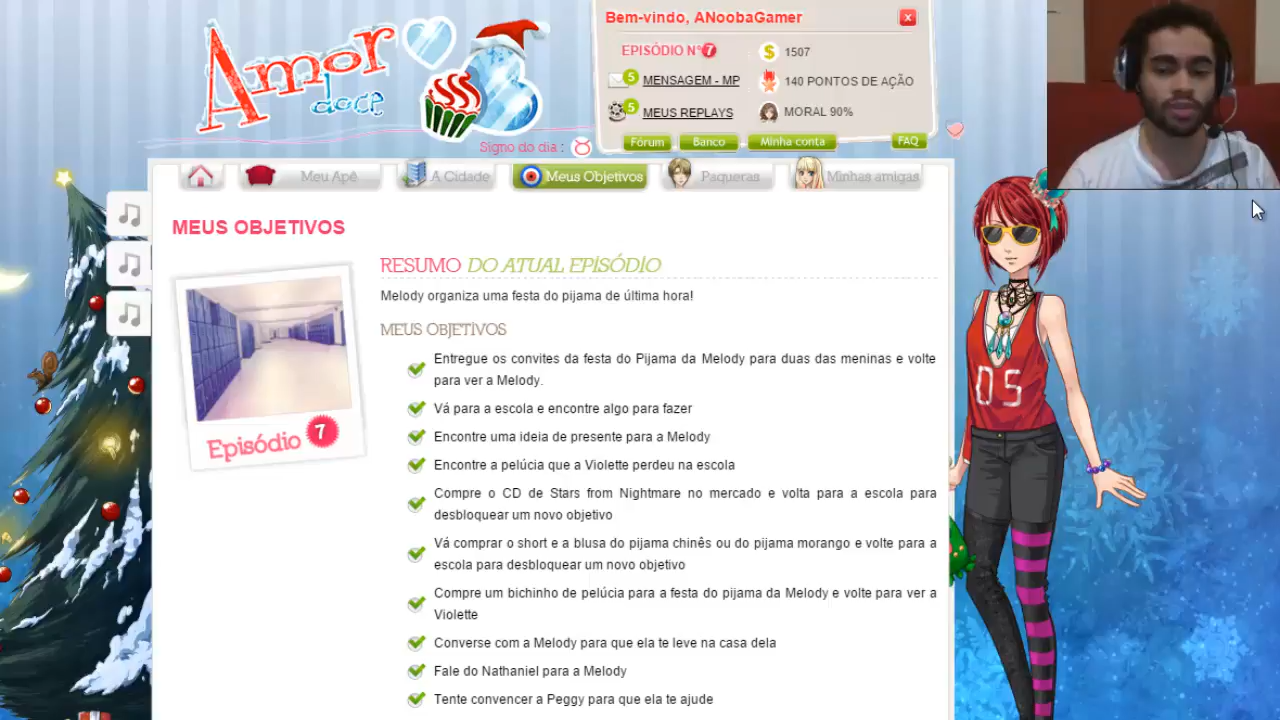 Amor
doce
Bem-vindo, ANoobaGamer
x
EPISÓDIO Nº 7
1507
5 MENSAGEM - MP
140 PONTOS DE AÇÃO
5 MEUS REPLAYS
MORAL 90%
Fórum Banco Minha conta FAQ
Signo do dia :
Meu Apê A Cidade Meus Objetivos Paqueras Minhas amigas
MEUS OBJETIVOS
RESUMO DO ATUAL EPISÓDIO
Melody organiza uma festa do pijama de última hora!
MEUS OBJETIVOS
Entregue os convites da festa do Pijama da Melody para duas das meninas e volte
para ver a Melody.
Vá para a escola e encontre algo para fazer
Encontre uma ideia de presente para a Melody
Encontre a pelúcia que a Violette perdeu na escola
Compre o CD de Stars from Nightmare no mercado e volta para a escola para
desbloquear um novo objetivo
Vá comprar o short e a blusa do pijama chinês ou do pijama morango e volte para a
escola para desbloquear um novo objetivo
Compre um bichinho de pelúcia para a festa do pijama da Melody e volte para ver a
Violette
Converse com a Melody para que ela te leve na casa dela
Fale do Nathaniel para a Melody
Tente convencer a Peggy para que ela te ajude
Episódio 7
05